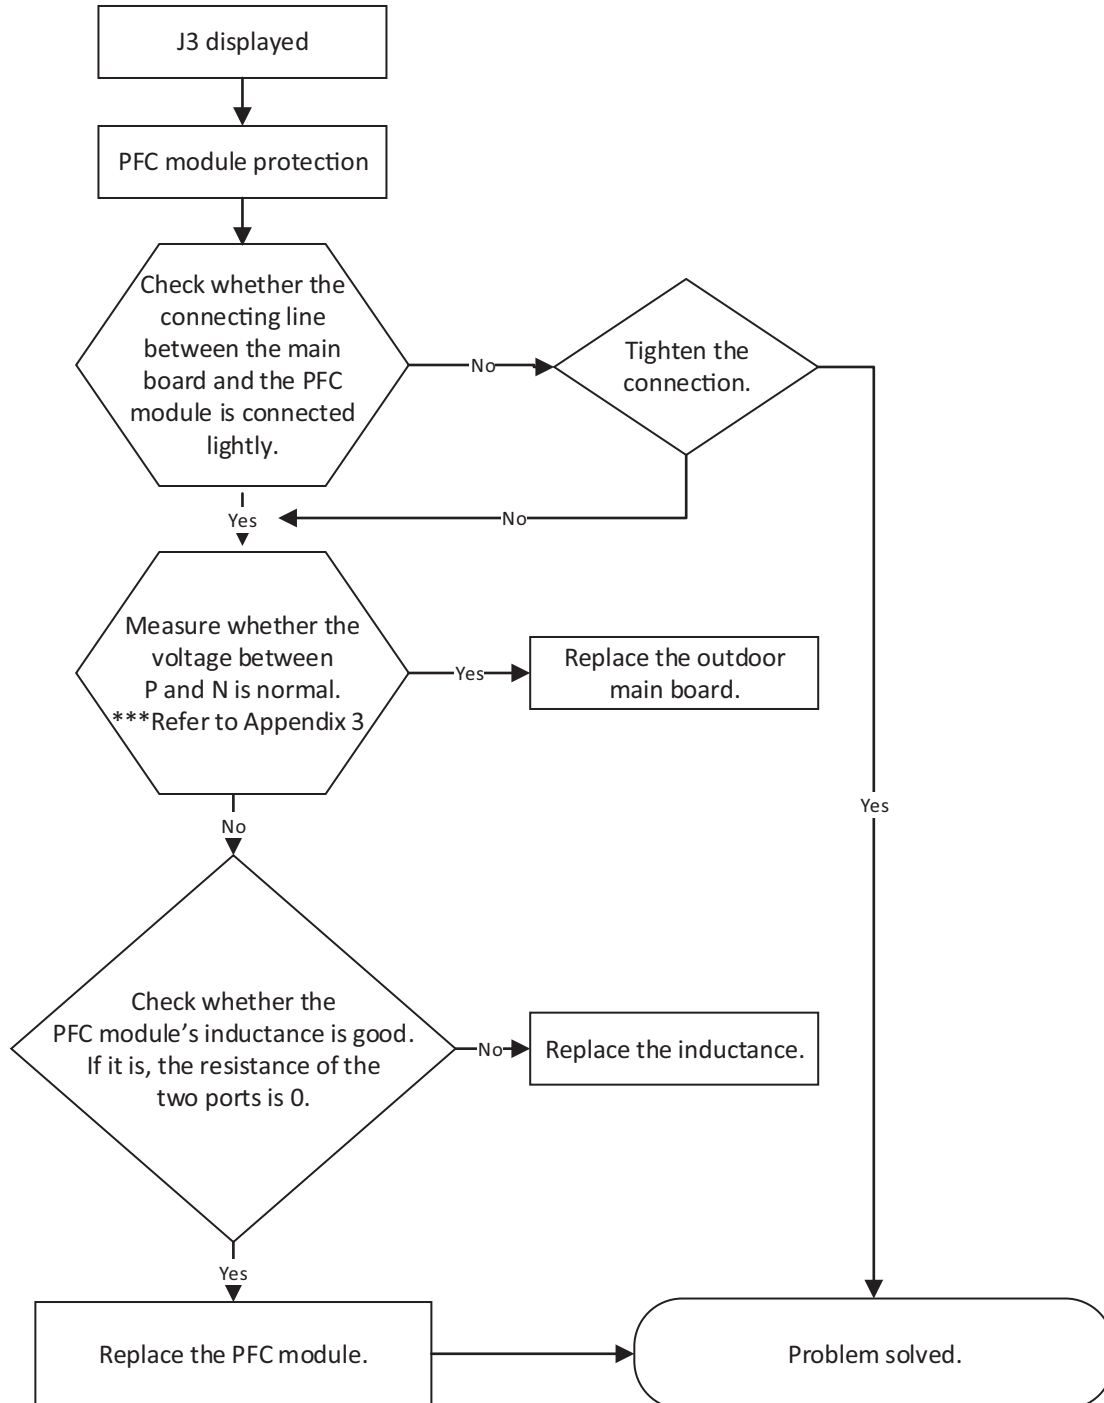 J3 displayed
PFC module protection
Check whether the
connecting line
between the main
board and the PFC
module is connected
lightly.
No
Tighten the
connection.
Yes
No
Measure whether the
voltage between
P and N is normal.
***Refer to Appendix 3
Yes
Replace the outdoor
main board.
Yes
No
Check whether the
PFC module’s inductance is good.
If it is, the resistance of the
two ports is 0.
No
Replace the inductance.
Yes
Replace the PFC module.
Problem solved.